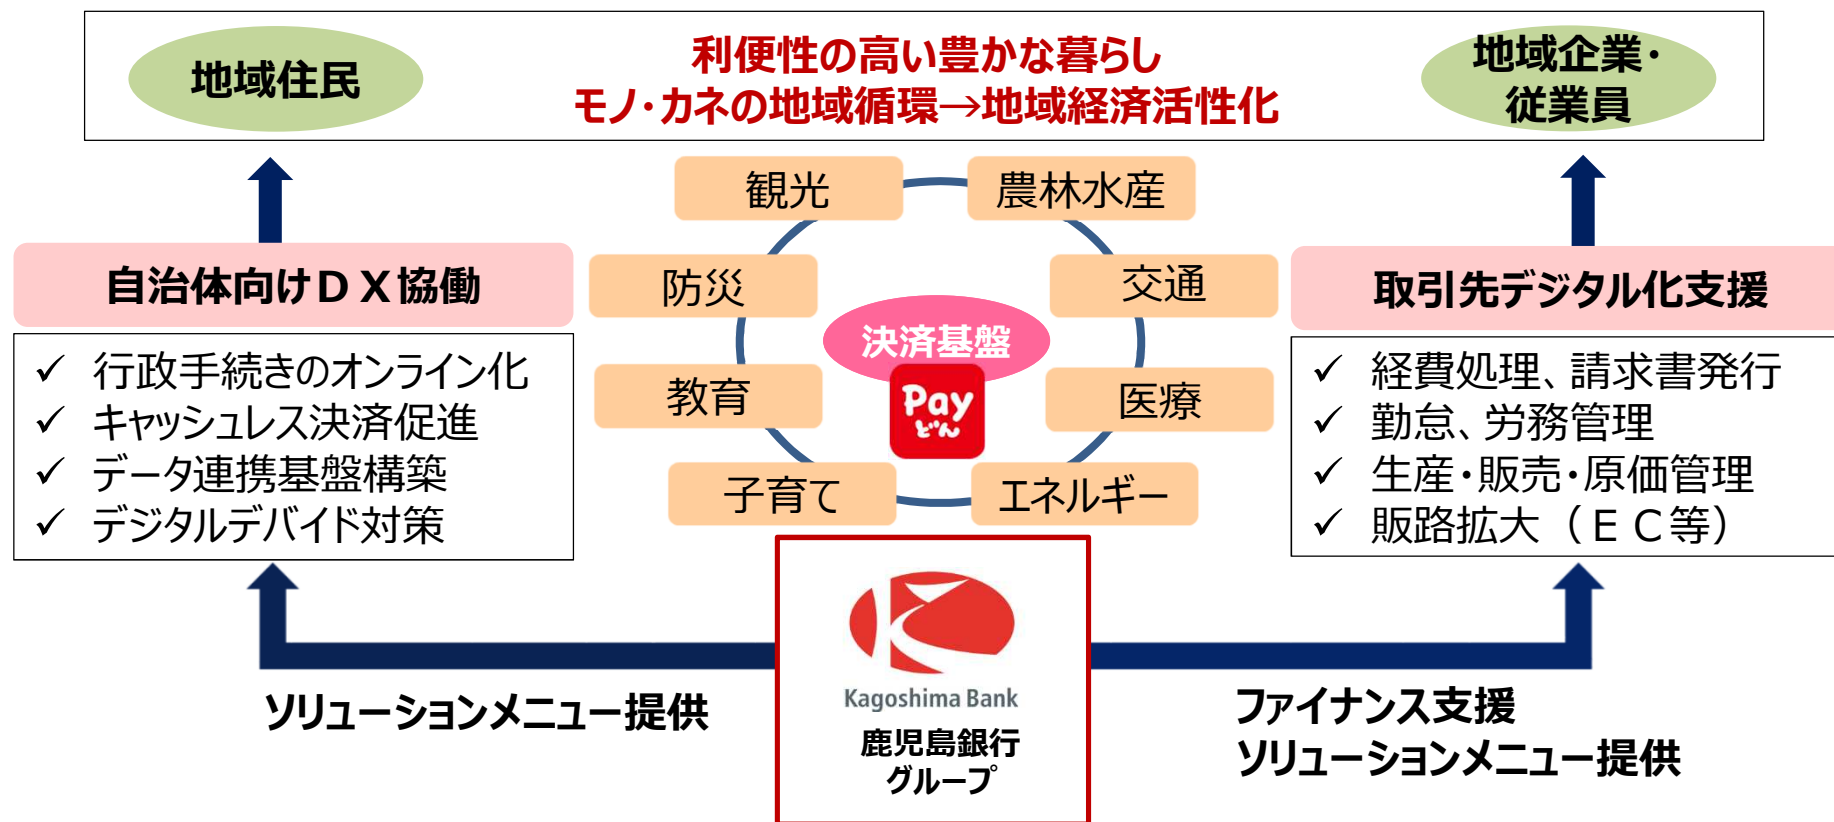 地域住民
利便性の高い豊かな暮らし
モノ・カネの地域循環→地域経済活性化
地域企業・
従業員
観光
農林水産
防災
交通
決済基盤
Pay
どん
教育
医療
子育て
エネルギー
自治体向けＤＸ協働
✓ 行政手続きのオンライン化
✓ キャッシュレス決済促進
✓ データ連携基盤構築
✓ デジタルデバイド対策
取引先デジタル化支援
✓ 経費処理、請求書発行
✓ 勤怠、労務管理
✓ 生産・販売・原価管理
✓ 販路拡大（ＥＣ等）
Kagoshima Bank
鹿児島銀行
グループ
ソリューションメニュー提供
ファイナンス支援
ソリューションメニュー提供